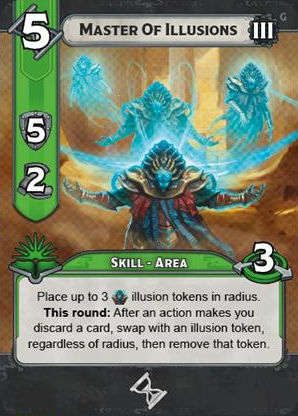 5
MASTER OF ILLUSIONS
III
G
5
2
SKILL - AREA
3
Place up to 3 illusion tokens in radius.
This round: After an action makes you
discard a card, swap with an illusion token,
regardless of radius, then remove that token.